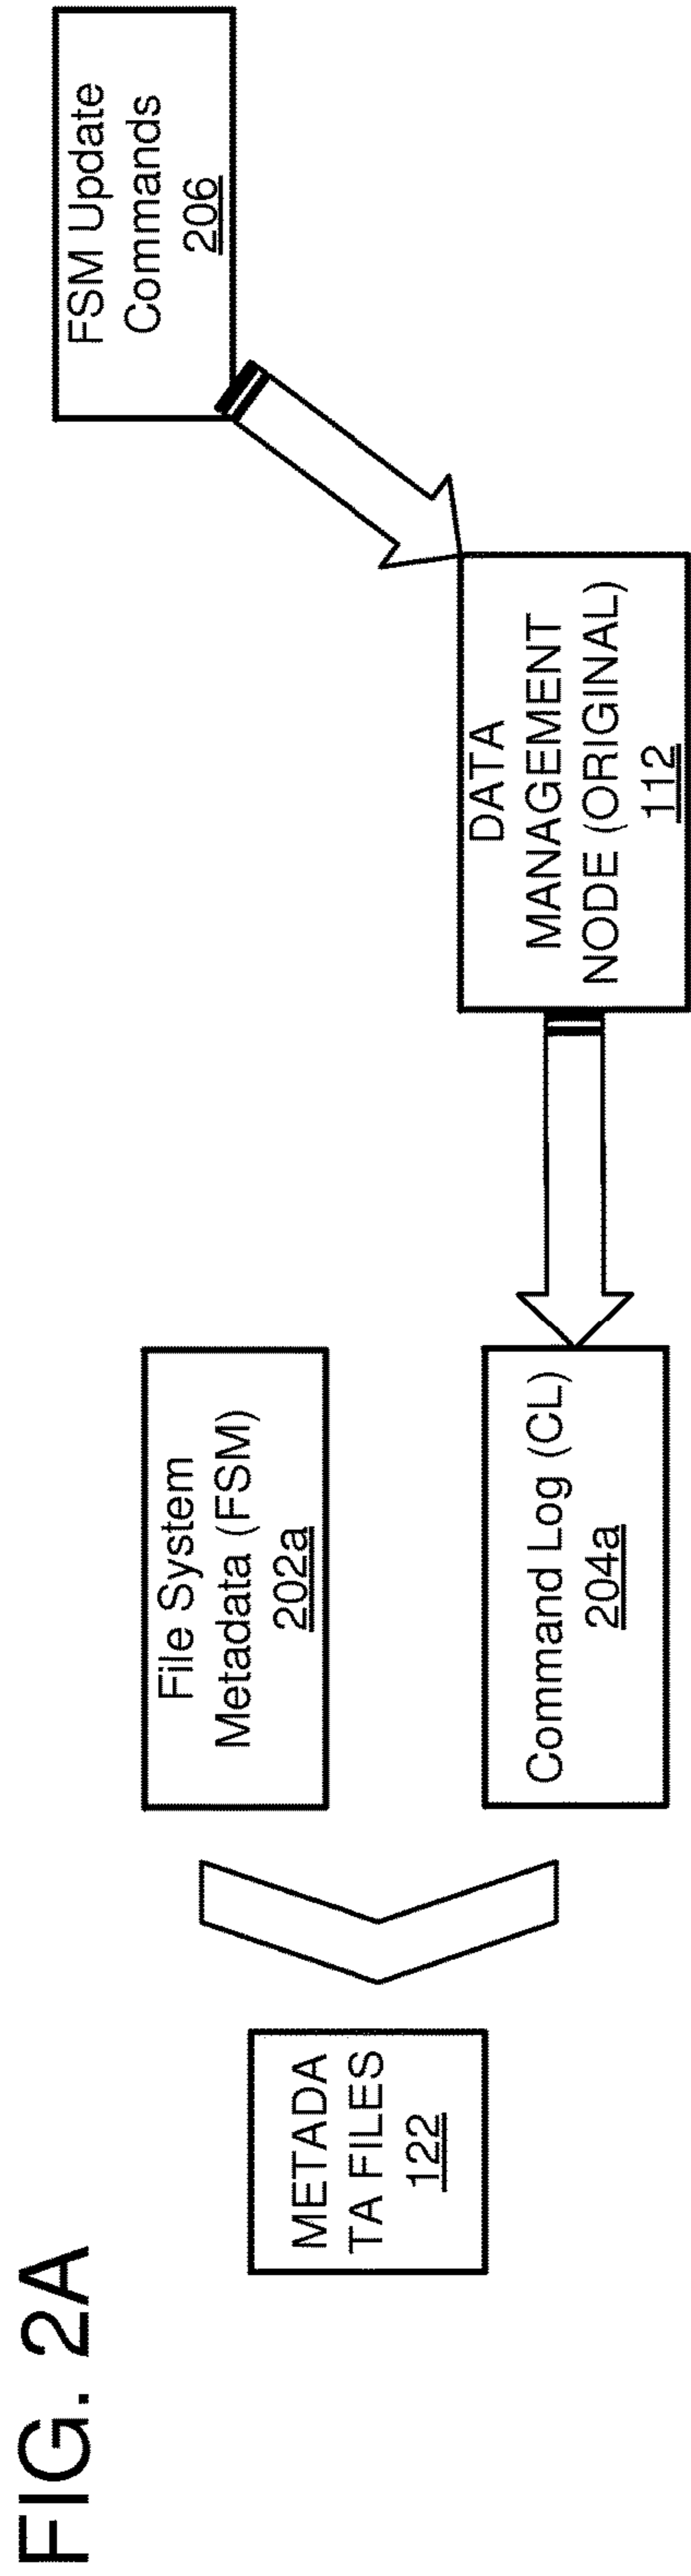 FIG. 2A
METADA
TA FILES
122
File System
Metadata (FSM)
202a
Command Log (CL)
204a
DATA
MANAGEMENT
NODE (ORIGINAL)
112
FSM Update
Commands
206